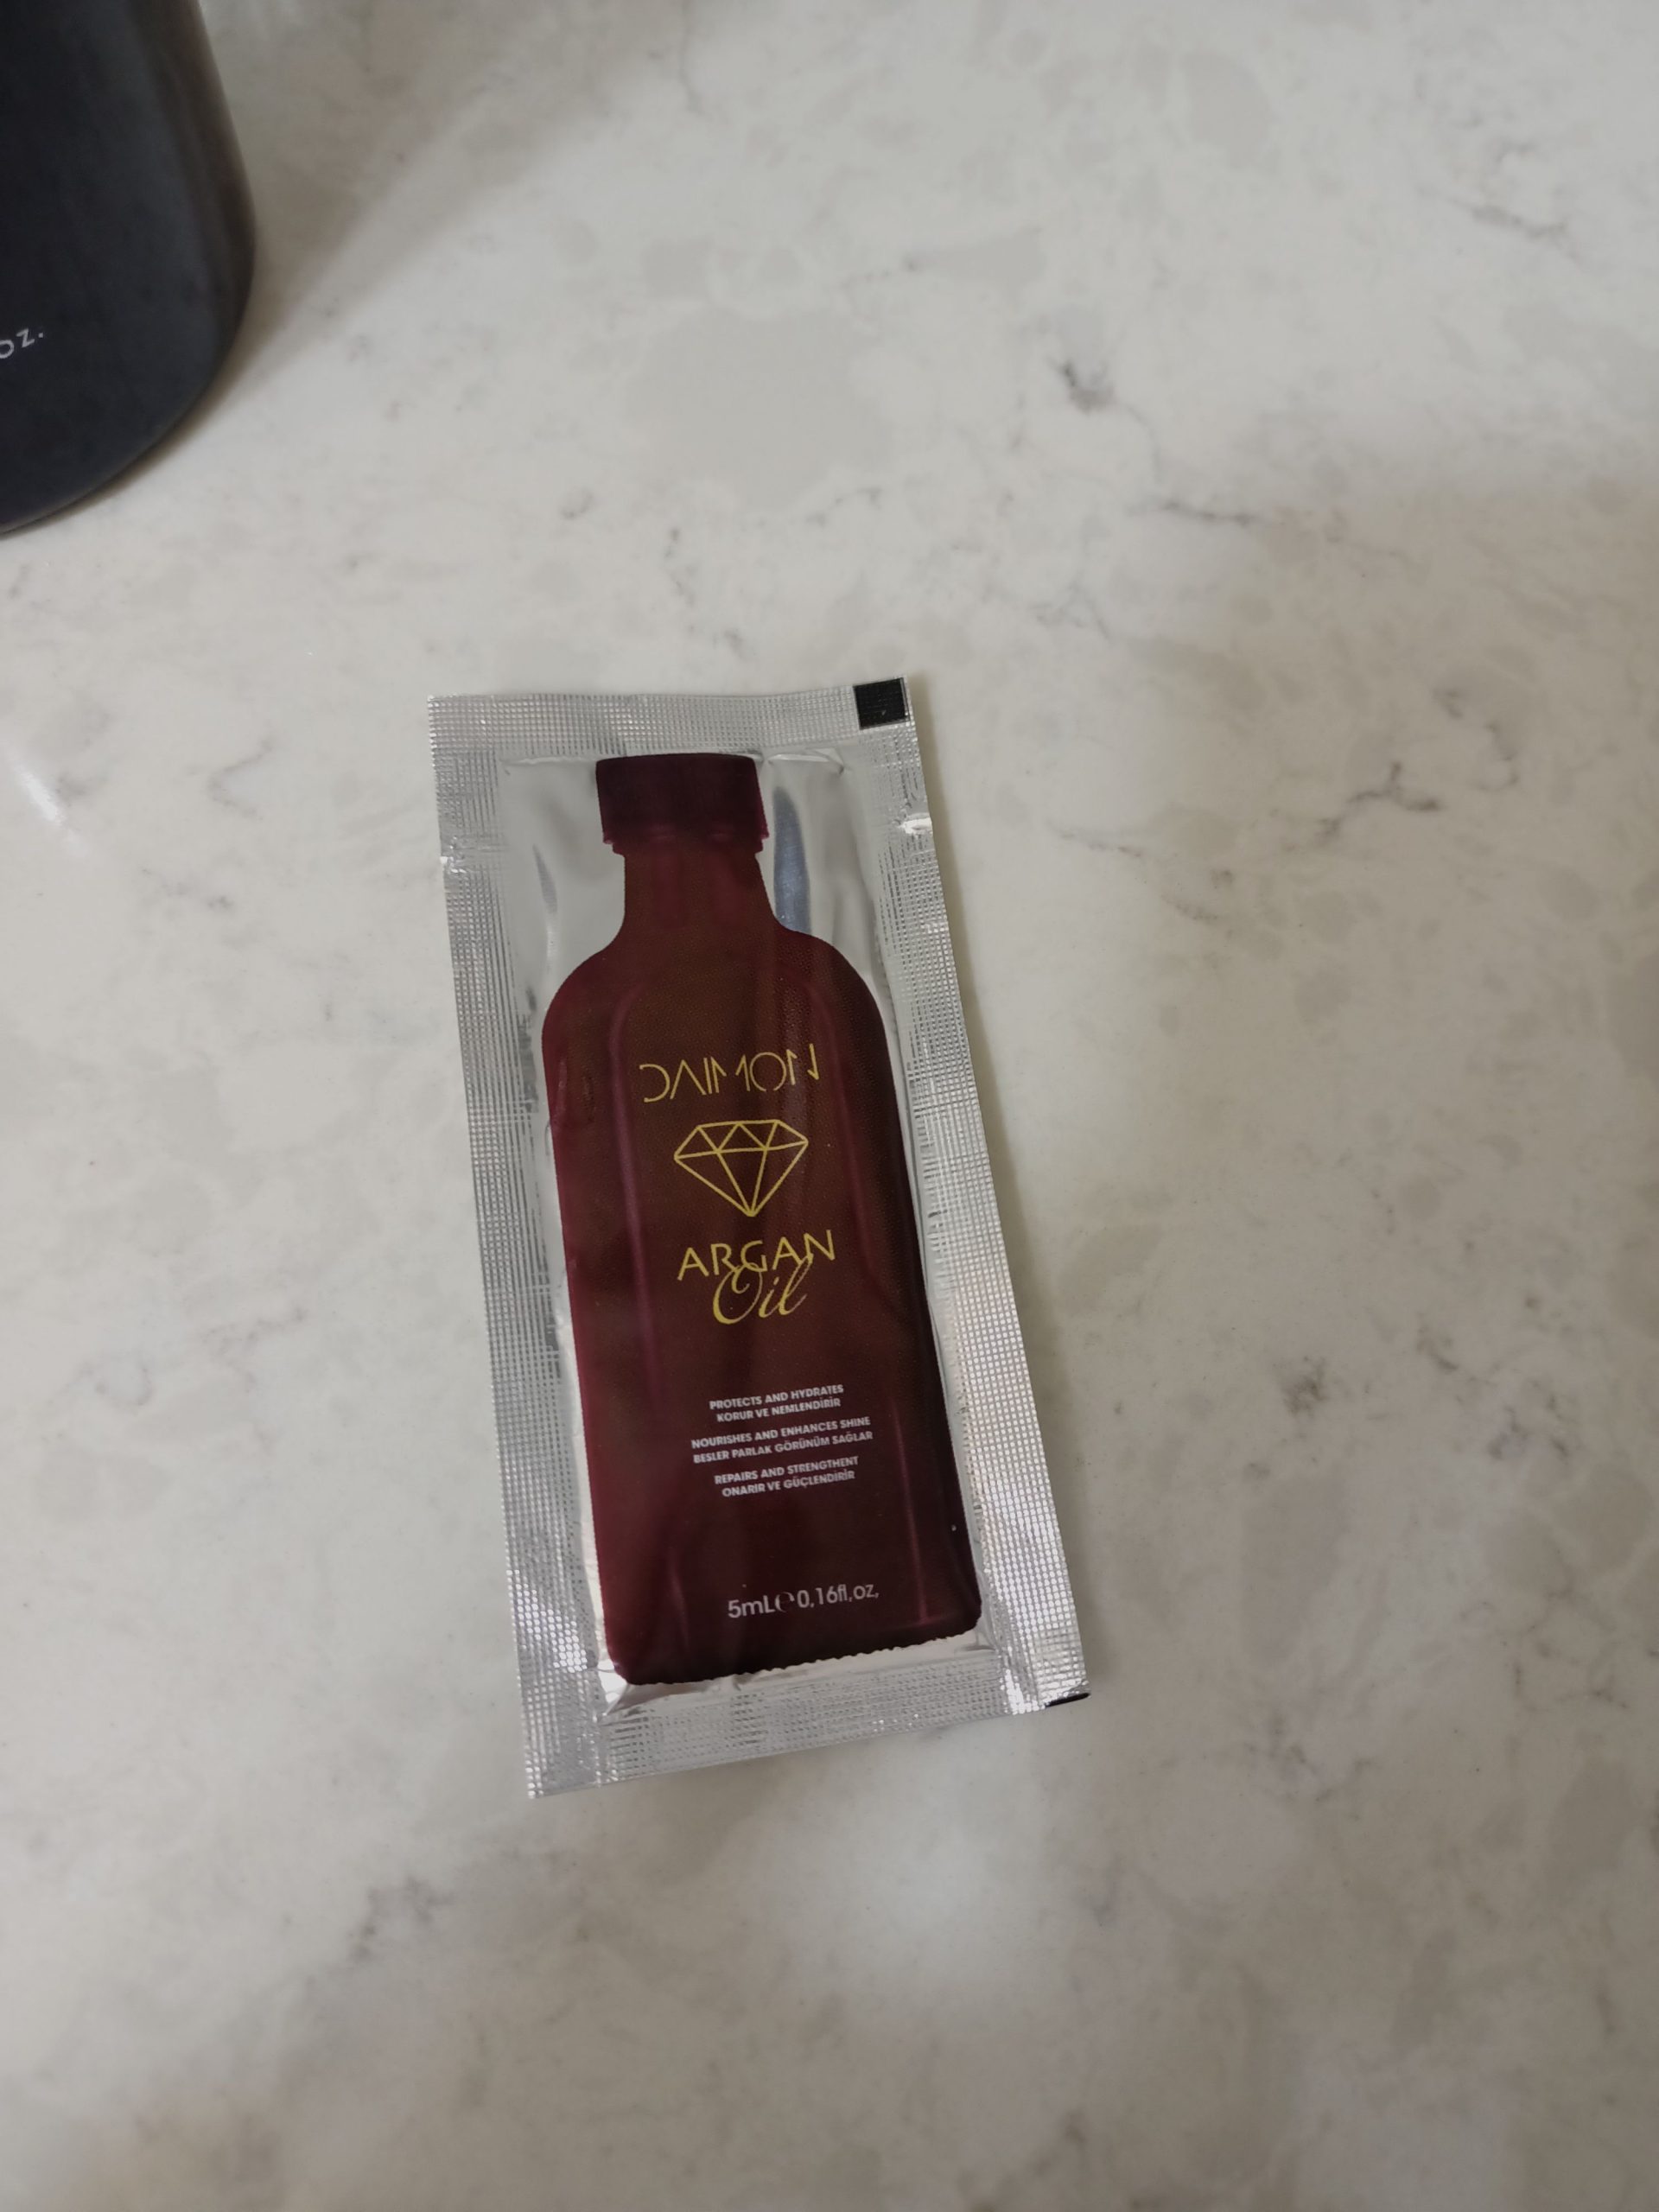 oz.
DAIMON
ARGAN
Oil
PROTECTS AND HYDRATES
KORUR VE NEMLENDİRİR
NOURISHES AND ENHANCES SHINE
BESLER PARLAK GÖRÜNÜM SAĞLAR
REPAIRS AND STRENGTHENT
ONARIR VE GÜÇLENDİRİR
5mL℮0,16fl,oz,